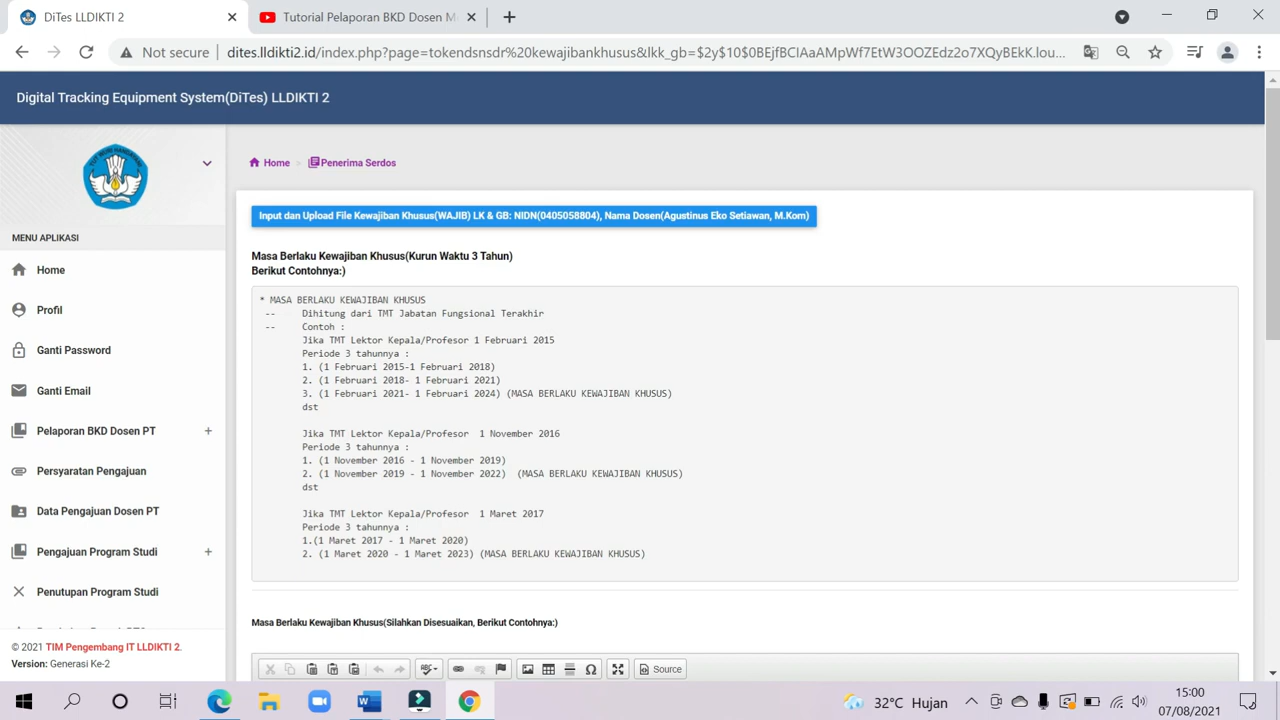 DiTes LLDIKTI 2
Tutorial Pelaporan BKD Dosen M
Not secure
dites.lldikti2.id/index.php?page=tokendsnsdr%20kewajibankhusus&lkk_gb=$2y$10$0BEjfBCIAaAMpWf7EtW3OOZEdz2o7XQyBEkK.lou...
Digital Tracking Equipment System(DiTes) LLDIKTI 2
MENU APLIKASI
Home
Profil
Ganti Password
Ganti Email
Pelaporan BKD Dosen PT +
Persyaratan Pengajuan
Data Pengajuan Dosen PT
Pengajuan Program Studi +
Penutupan Program Studi
© 2021 TIM Pengembang IT LLDIKTI 2.
Version: Generasi Ke-2
Home > Penerima Serdos
Input dan Upload File Kewajiban Khusus(WAJIB) LK & GB: NIDN(0405058804), Nama Dosen(Agustinus Eko Setiawan, M.Kom)
Masa Berlaku Kewajiban Khusus(Kurun Waktu 3 Tahun)
Berikut Contohnya:)
* MASA BERLAKU KEWAJIBAN KHUSUS
-- Dihitung dari TMT Jabatan Fungsional Terakhir
-- Contoh :
Jika TMT Lektor Kepala/Profesor 1 Februari 2015
Periode 3 tahunnya :
1. (1 Februari 2015-1 Februari 2018)
2. (1 Februari 2018- 1 Februari 2021)
3. (1 Februari 2021- 1 Februari 2024) (MASA BERLAKU KEWAJIBAN KHUSUS)
dst
Jika TMT Lektor Kepala/Profesor 1 November 2016
Periode 3 tahunnya :
1. (1 November 2016 - 1 November 2019)
2. (1 November 2019 - 1 November 2022) (MASA BERLAKU KEWAJIBAN KHUSUS)
dst
Jika TMT Lektor Kepala/Profesor 1 Maret 2017
Periode 3 tahunnya :
1.(1 Maret 2017 - 1 Maret 2020)
2. (1 Maret 2020 - 1 Maret 2023) (MASA BERLAKU KEWAJIBAN KHUSUS)
Masa Berlaku Kewajiban Khusus(Silahkan Disesuaikan, Berikut Contohnya:)
Source
32°C Hujan
15:00
07/08/2021